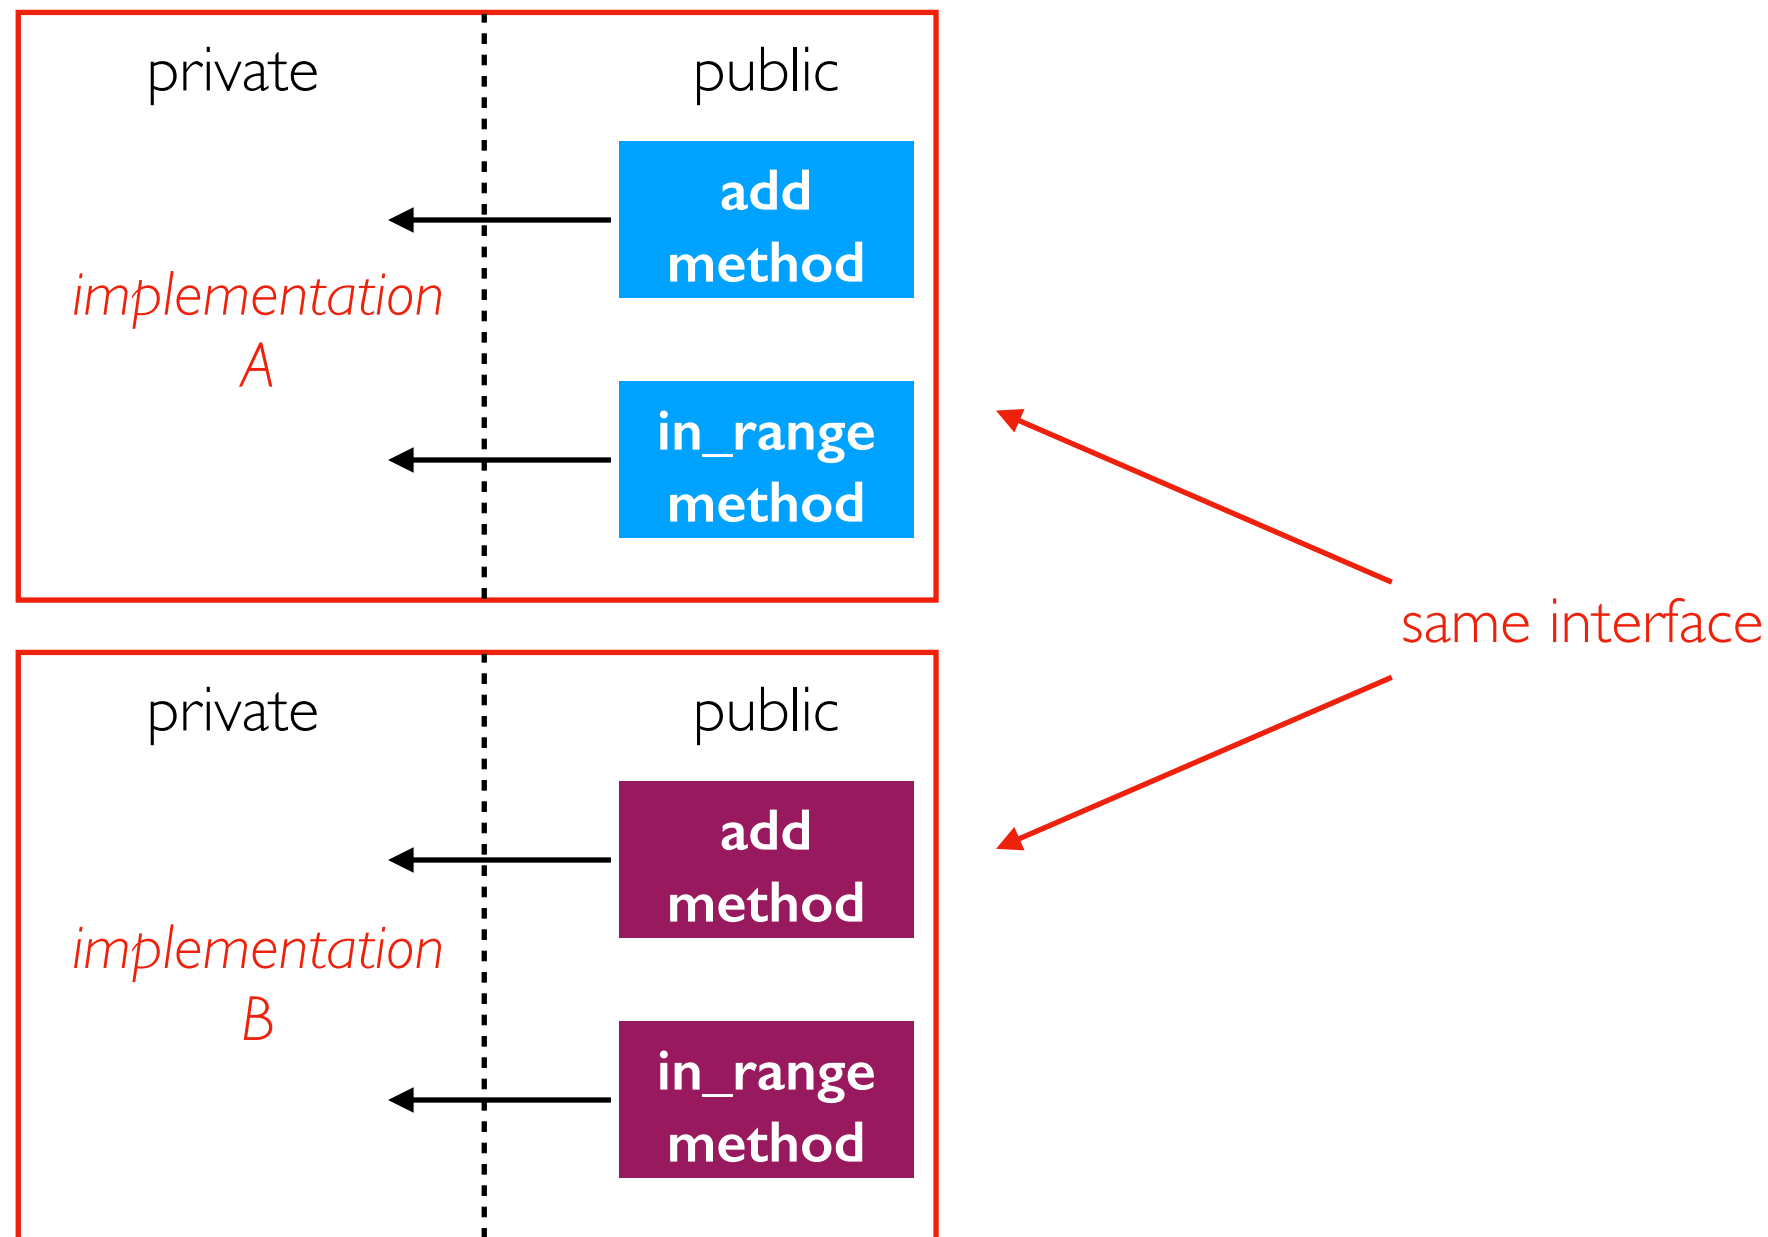 private
public
add
method
implementation
A
in_range
method
same interface
private
public
add
method
implementation
B
in_range
method